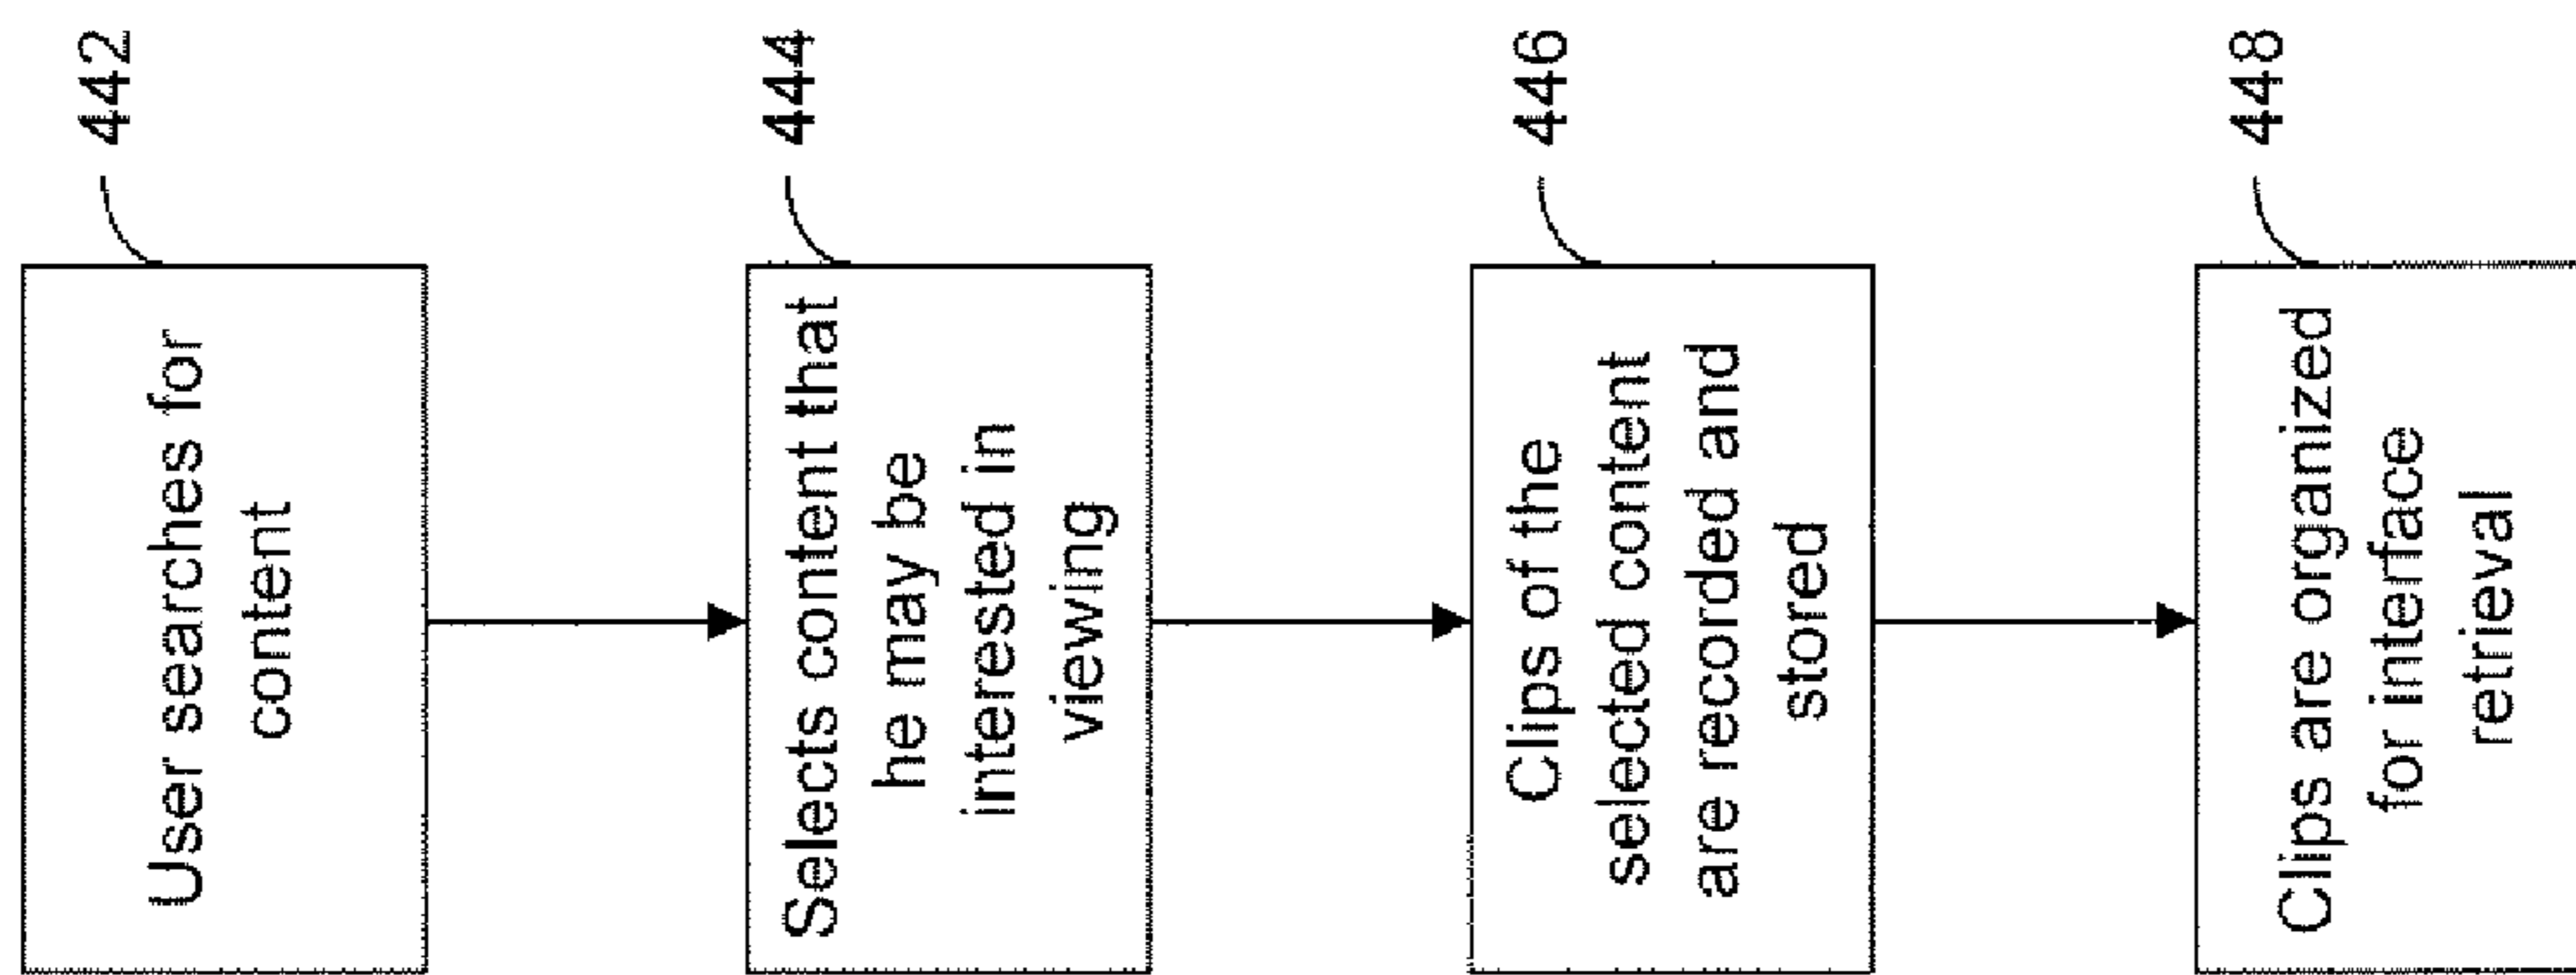 442
User searches for
content
444
Selects content that
he may be
interested in
viewing
446
Clips of the
selected content
are recorded and
stored
448
Clips are organized
for interface
retrieval